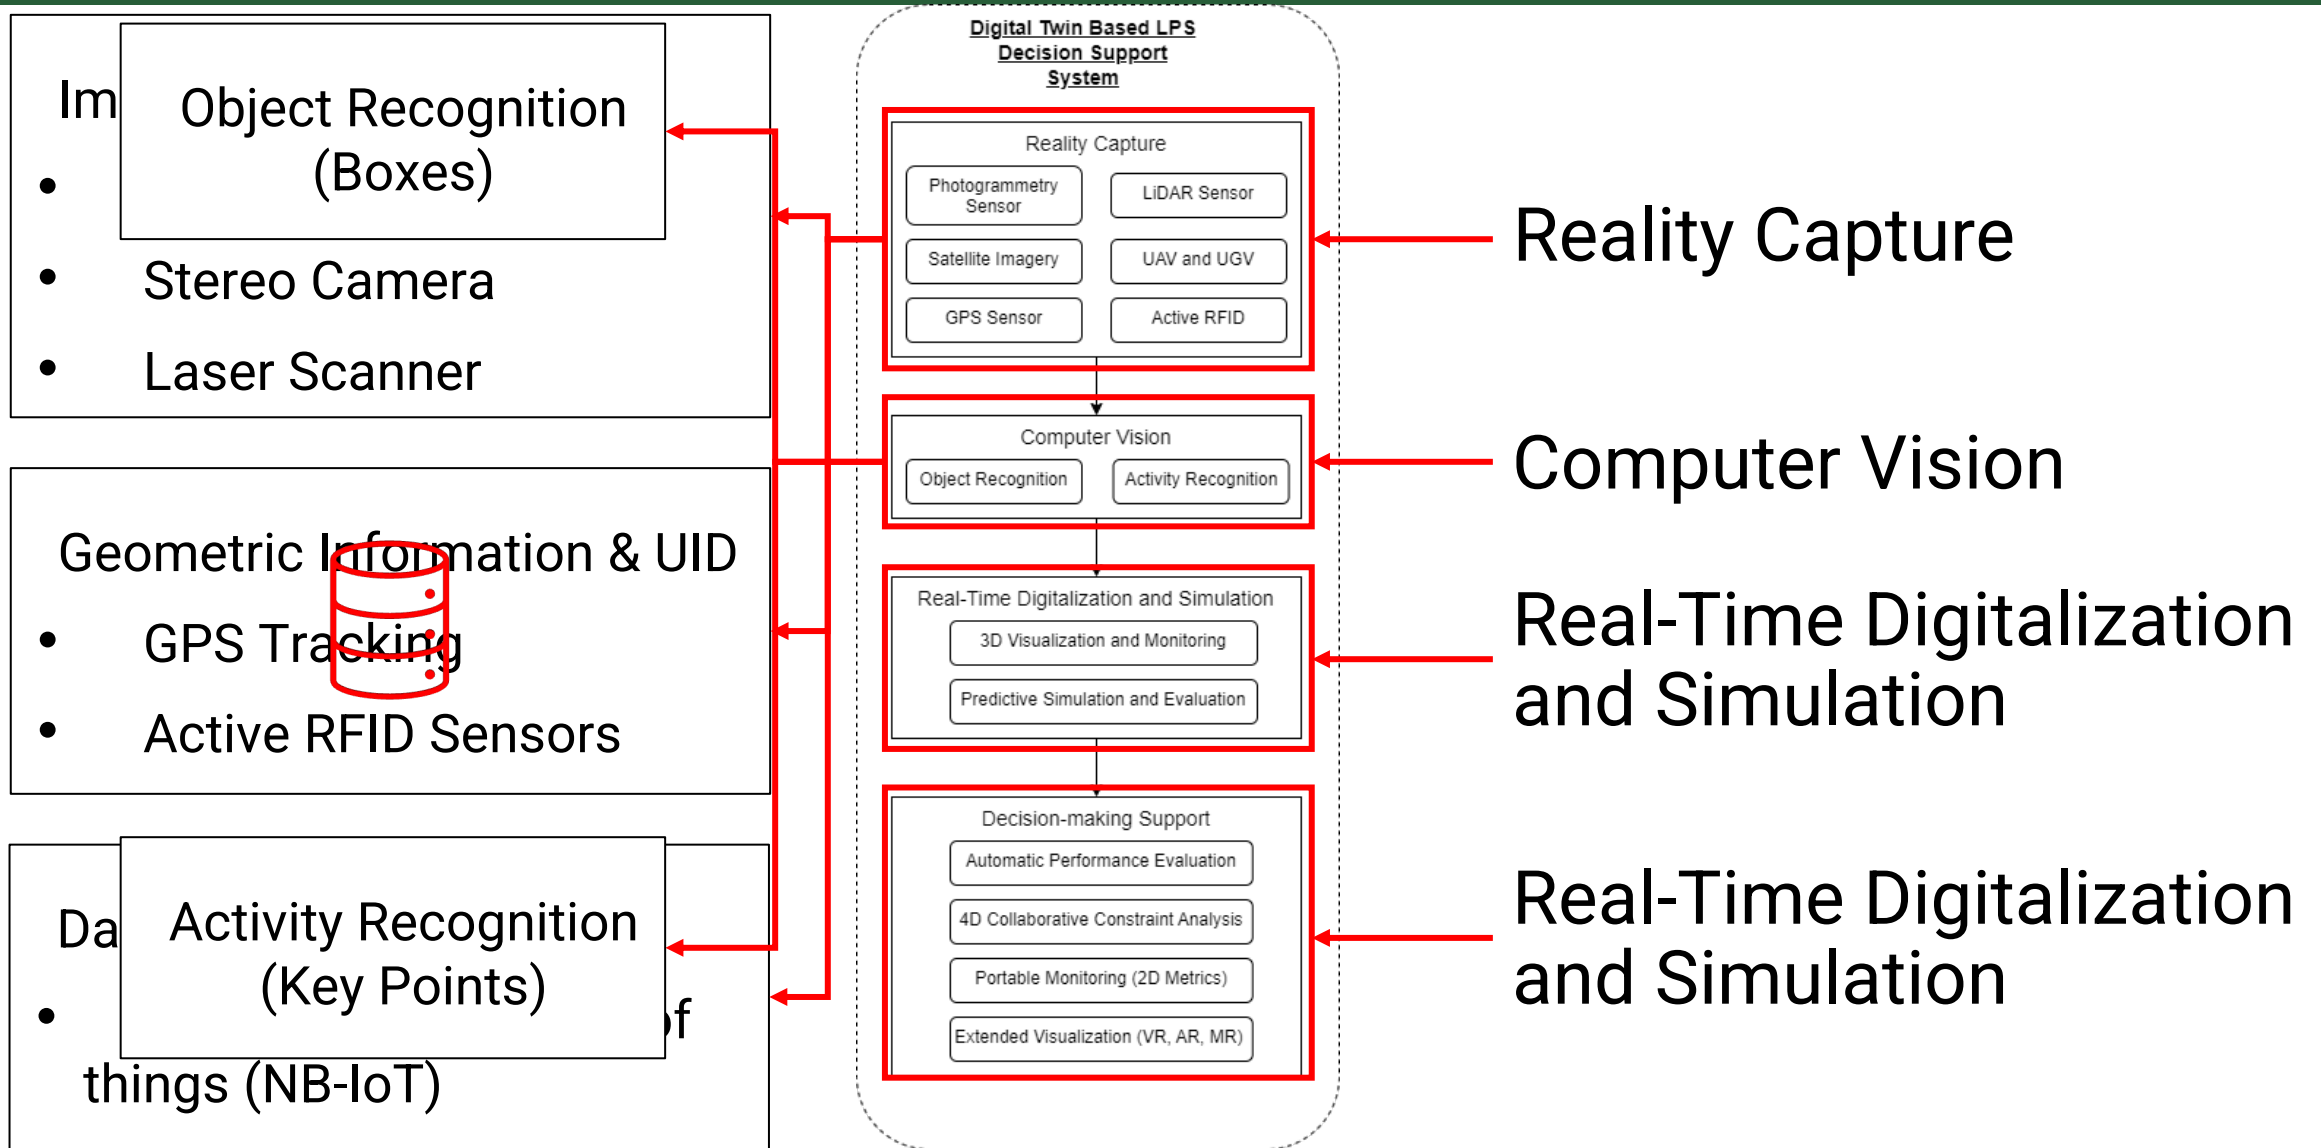 Object Recognition
(Boxes)
• Stereo Camera
• Laser Scanner
Geometric Information & UID
• GPS Tracking
• Active RFID Sensors
Activity Recognition
(Key Points)
things (NB-IoT)
Digital Twin Based LPS
Decision Support
System
Reality Capture
Photogrammetry
Sensor
LiDAR Sensor
Satellite Imagery
UAV and UGV
GPS Sensor
Active RFID
Computer Vision
Object Recognition
Activity Recognition
Real-Time Digitalization and Simulation
3D Visualization and Monitoring
Predictive Simulation and Evaluation
Decision-making Support
Automatic Performance Evaluation
4D Collaborative Constraint Analysis
Portable Monitoring (2D Metrics)
Extended Visualization (VR, AR, MR)
Reality Capture
Computer Vision
Real-Time Digitalization
and Simulation
Real-Time Digitalization
and Simulation